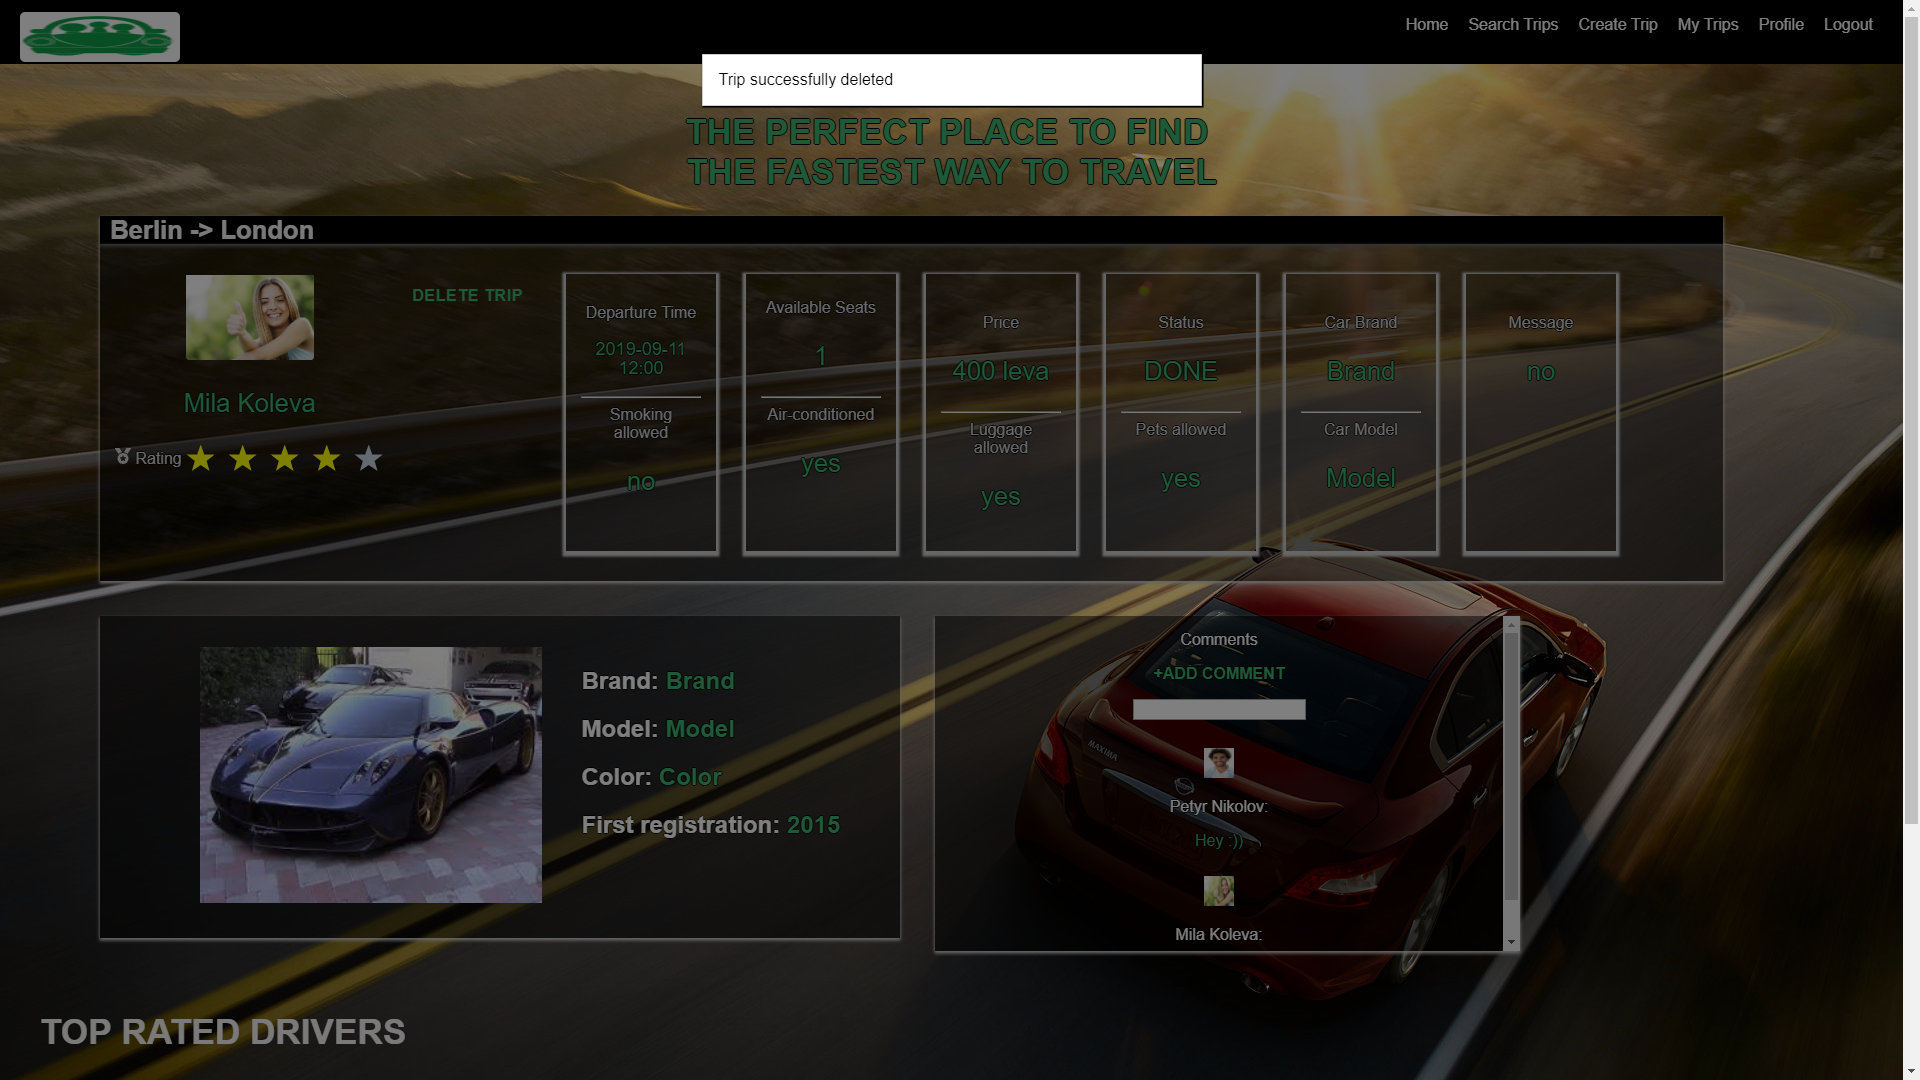 Home Search Trips Create Trip My Trips Profile Logout
Trip successfully deleted
THE PERFECT PLACE TO FIND
THE FASTEST WAY TO TRAVEL
Berlin -> London
DELETE TRIP
Mila Koleva
Rating
Departure Time
2019-09-11
12:00
Smoking
allowed
no
Available Seats
1
Air-conditioned
yes
Price
400 leva
Luggage
allowed
yes
Status
DONE
Pets allowed
yes
Car Brand
Brand
Car Model
Model
Message
no
Brand: Brand
Model: Model
Color: Color
First registration: 2015
Comments
+ADD COMMENT
MAXIMA
Petyr Nikolov:
Hey :))
Mila Koleva:
TOP RATED DRIVERS